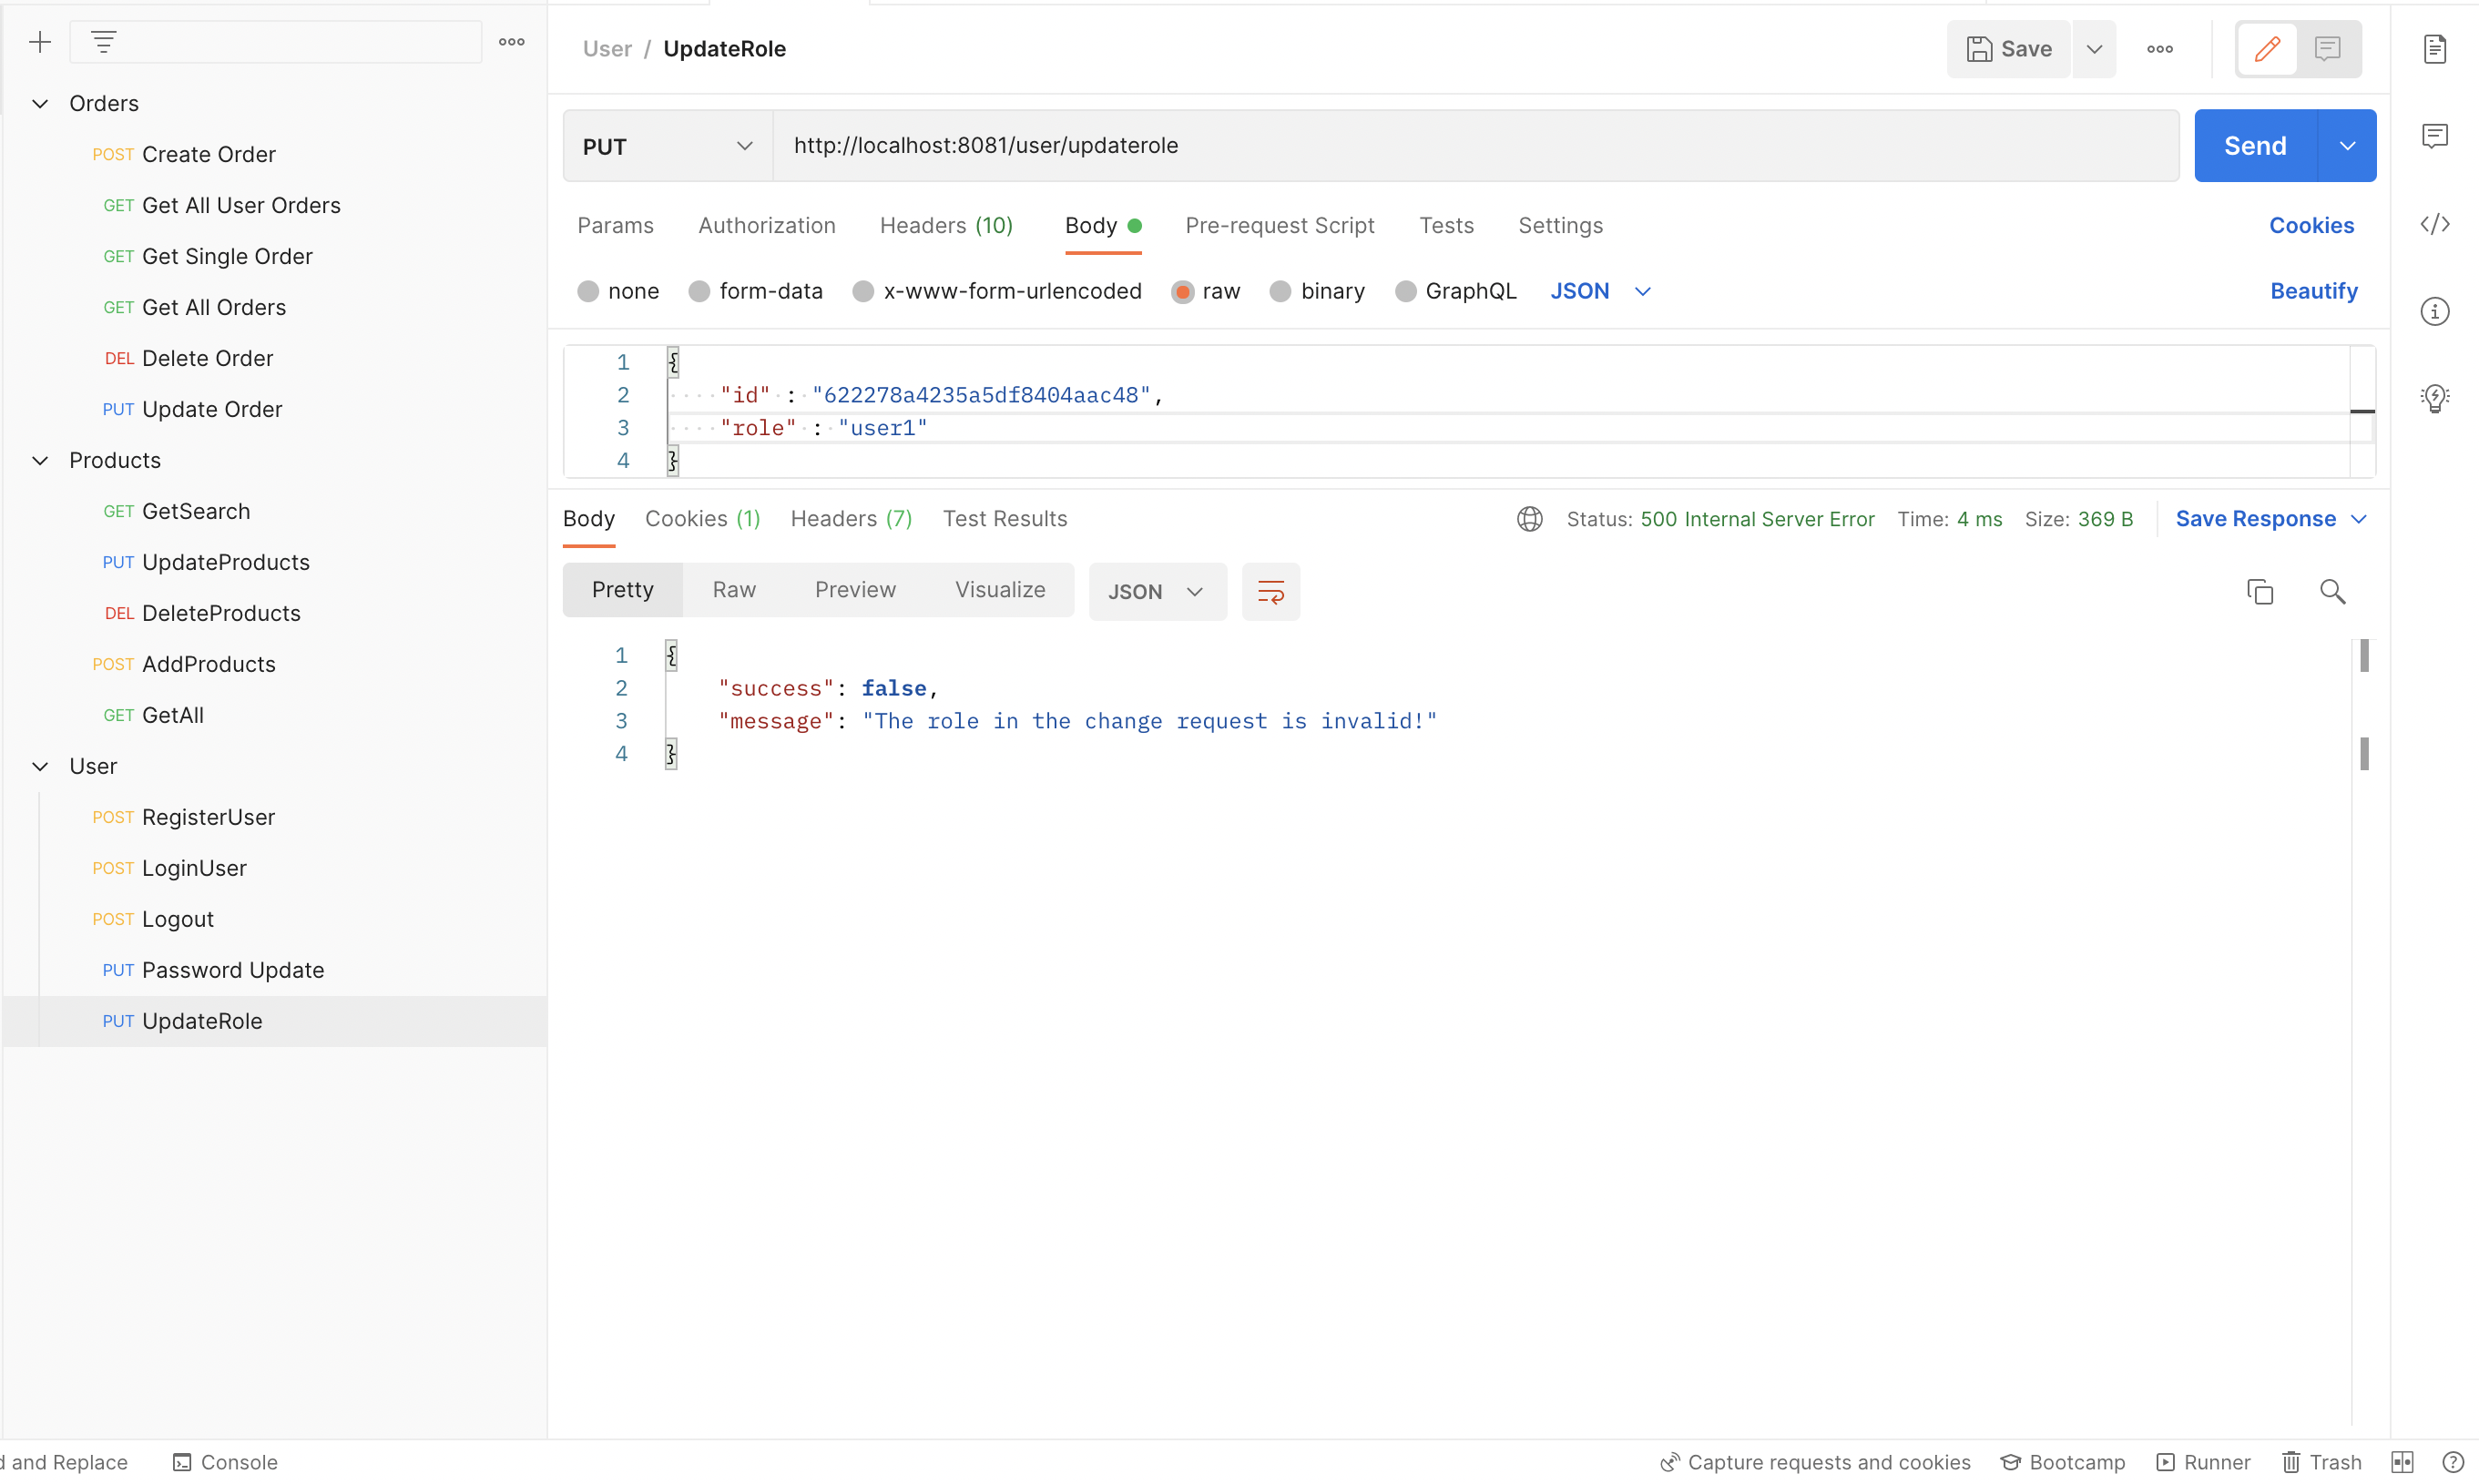 Orders
POST Create Order
GET Get All User Orders
GET Get Single Order
GET Get All Orders
DEL Delete Order
PUT Update Order
Products
GET GetSearch
PUT UpdateProducts
DEL DeleteProducts
POST AddProducts
GET GetAll
User
POST RegisterUser
POST LoginUser
POST Logout
PUT Password Update
PUT UpdateRole
User / UpdateRole
Save
PUT http://localhost:8081/user/updaterole Send
Params Authorization Headers (10) Body Pre-request Script Tests Settings Cookies
none form-data x-www-form-urlencoded raw binary GraphQL JSON Beautify
1 {
2 "id" : "622278a4235a5df8404aac48",
3 "role" : "user1"
4 }
Body Cookies (1) Headers (7) Test Results Status: 500 Internal Server Error Time: 4 ms Size: 369 B Save Response
Pretty Raw Preview Visualize JSON
1 {
2 "success": false,
3 "message": "The role in the change request is invalid!"
4 }
and Replace Console Capture requests and cookies Bootcamp Runner Trash